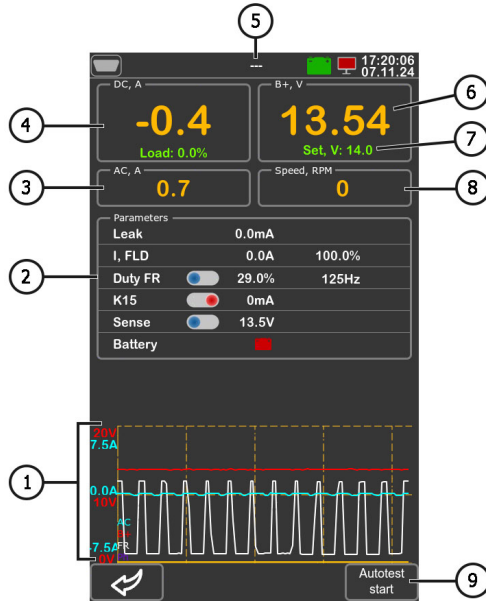 5
---
17:20:06
07.11.24
DC, A
B+, V
-0.4
13.54
6
4
Load: 0.0%
Set, V: 14.0
7
AC, A
Speed, RPM
3
0.7
0
8
Parameters
Leak 0.0mA
I, FLD 0.0A 100.0%
2
Duty FR 29.0% 125Hz
K15 0mA
Sense 13.5V
Battery
20V
7.5A
1
0.0A
10V
AC
FR
-7.5A
0V
Autotest
start
9